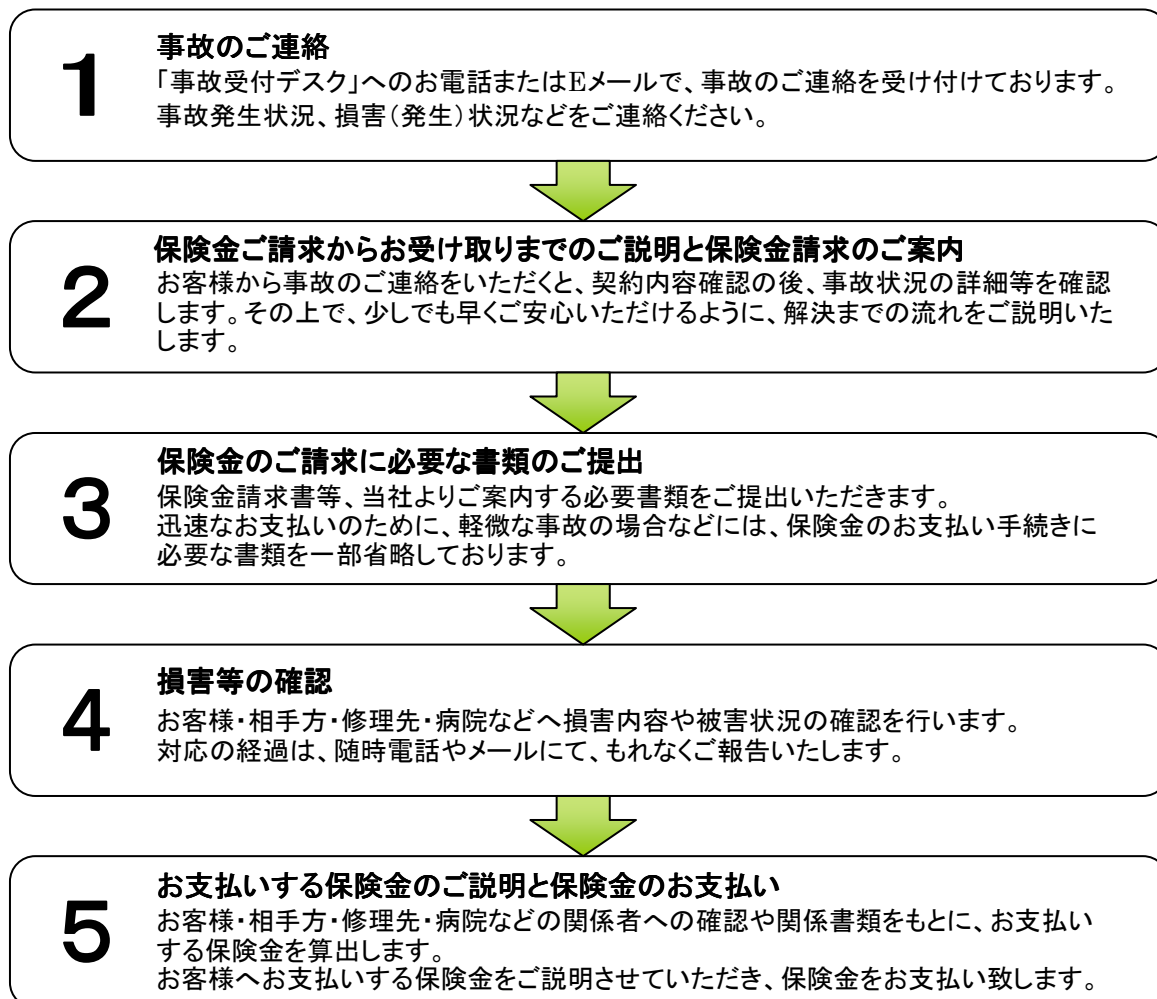 1
事故のご連絡
「事故受付デスク」へのお電話またはEメールで、事故のご連絡を受け付けております。
事故発生状況、損害(発生)状況などをご連絡ください。
2
保険金ご請求からお受け取りまでのご説明と保険金請求のご案内
お客様から事故のご連絡をいただくと、契約内容確認の後、事故状況の詳細等を確認
します。その上で、少しでも早くご安心いただけるように、解決までの流れをご説明いた
します。
3
保険金のご請求に必要な書類のご提出
保険金請求書等、当社よりご案内する必要書類をご提出いただきます。
迅速なお支払いのために、軽微な事故の場合などには、保険金のお支払い手続きに
必要な書類を一部省略しております。
4
損害等の確認
お客様・相手方・修理先・病院などへ損害内容や被害状況の確認を行います。
対応の経過は、随時電話やメールにて、もれなくご報告いたします。
5
お支払いする保険金のご説明と保険金のお支払い
お客様・相手方・修理先・病院などの関係者への確認や関係書類をもとに、お支払い
する保険金を算出します。
お客様へお支払いする保険金をご説明させていただき、保険金をお支払い致します。